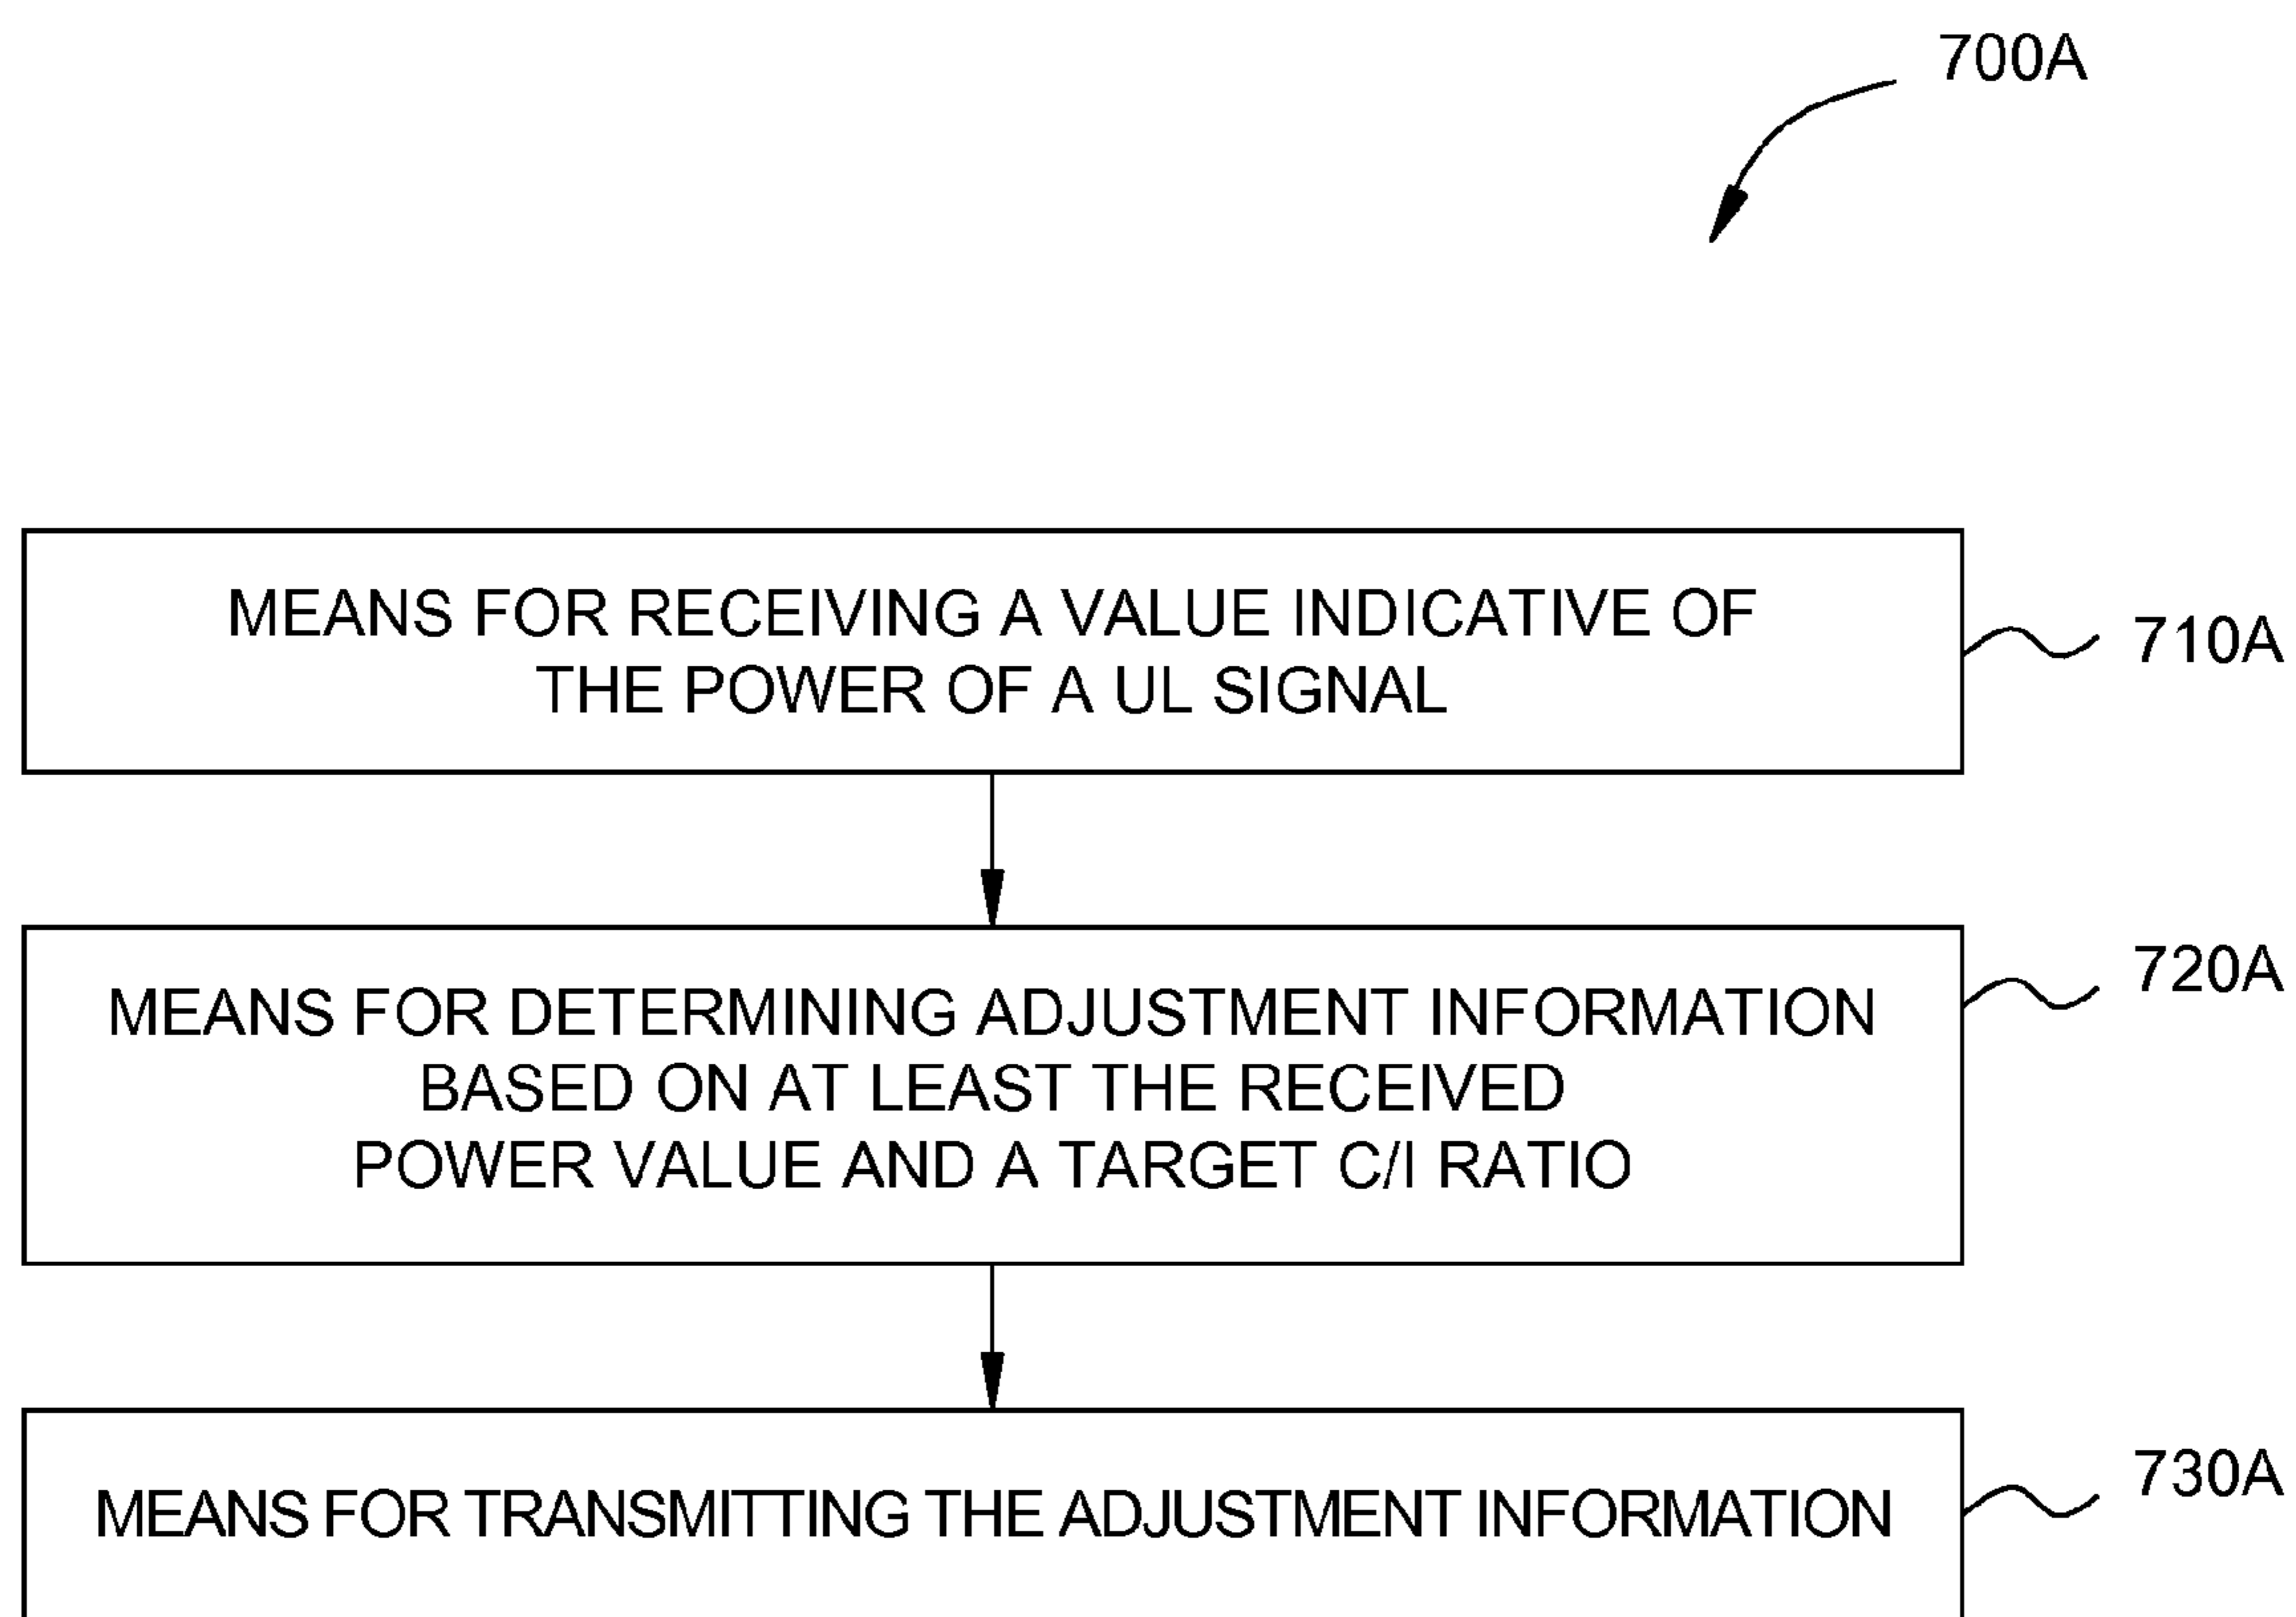 700A
MEANS FOR RECEIVING A VALUE INDICATIVE OF
THE POWER OF A UL SIGNAL
710A
MEANS FOR DETERMINING ADJUSTMENT INFORMATION
BASED ON AT LEAST THE RECEIVED
POWER VALUE AND A TARGET C/I RATIO
720A
MEANS FOR TRANSMITTING THE ADJUSTMENT INFORMATION
730A